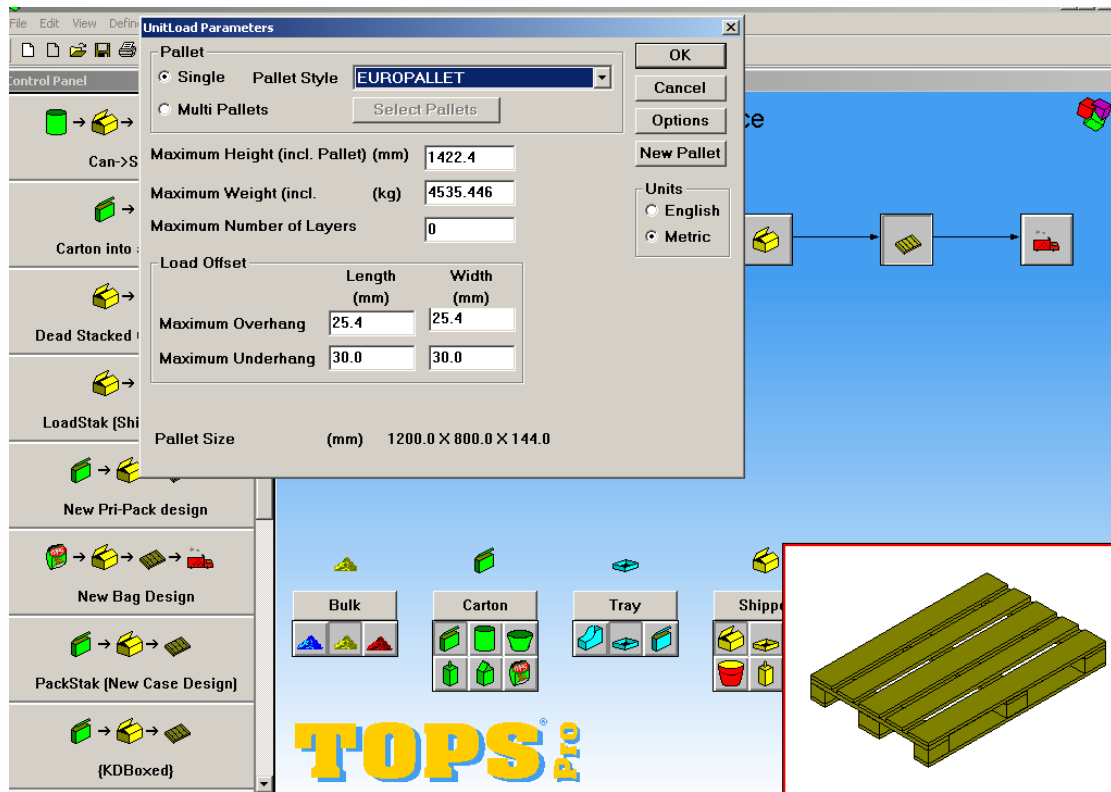 File Edit View Defin
UnitLoad Parameters
Control Panel
Pallet
Single Pallet Style EUROPALLET
Multi Pallets Select Pallets
OK
Cancel
Options
New Pallet
Maximum Height (incl. Pallet) (mm) 1422.4
Maximum Weight (incl. (kg) 4535.446
Maximum Number of Layers 0
Units
English
Metric
Load Offset
Length Width
(mm) (mm)
Maximum Overhang 25.4 25.4
Maximum Underhang 30.0 30.0
Pallet Size (mm) 1200.0 X 800.0 X 144.0
ce
Can->S
Carton into
Dead Stacked
LoadStak (Shi
New Pri-Pack design
New Bag Design
PackStak (New Case Design)
{KDBoxed}
Bulk Carton Tray Shippe
TOPS® Pro